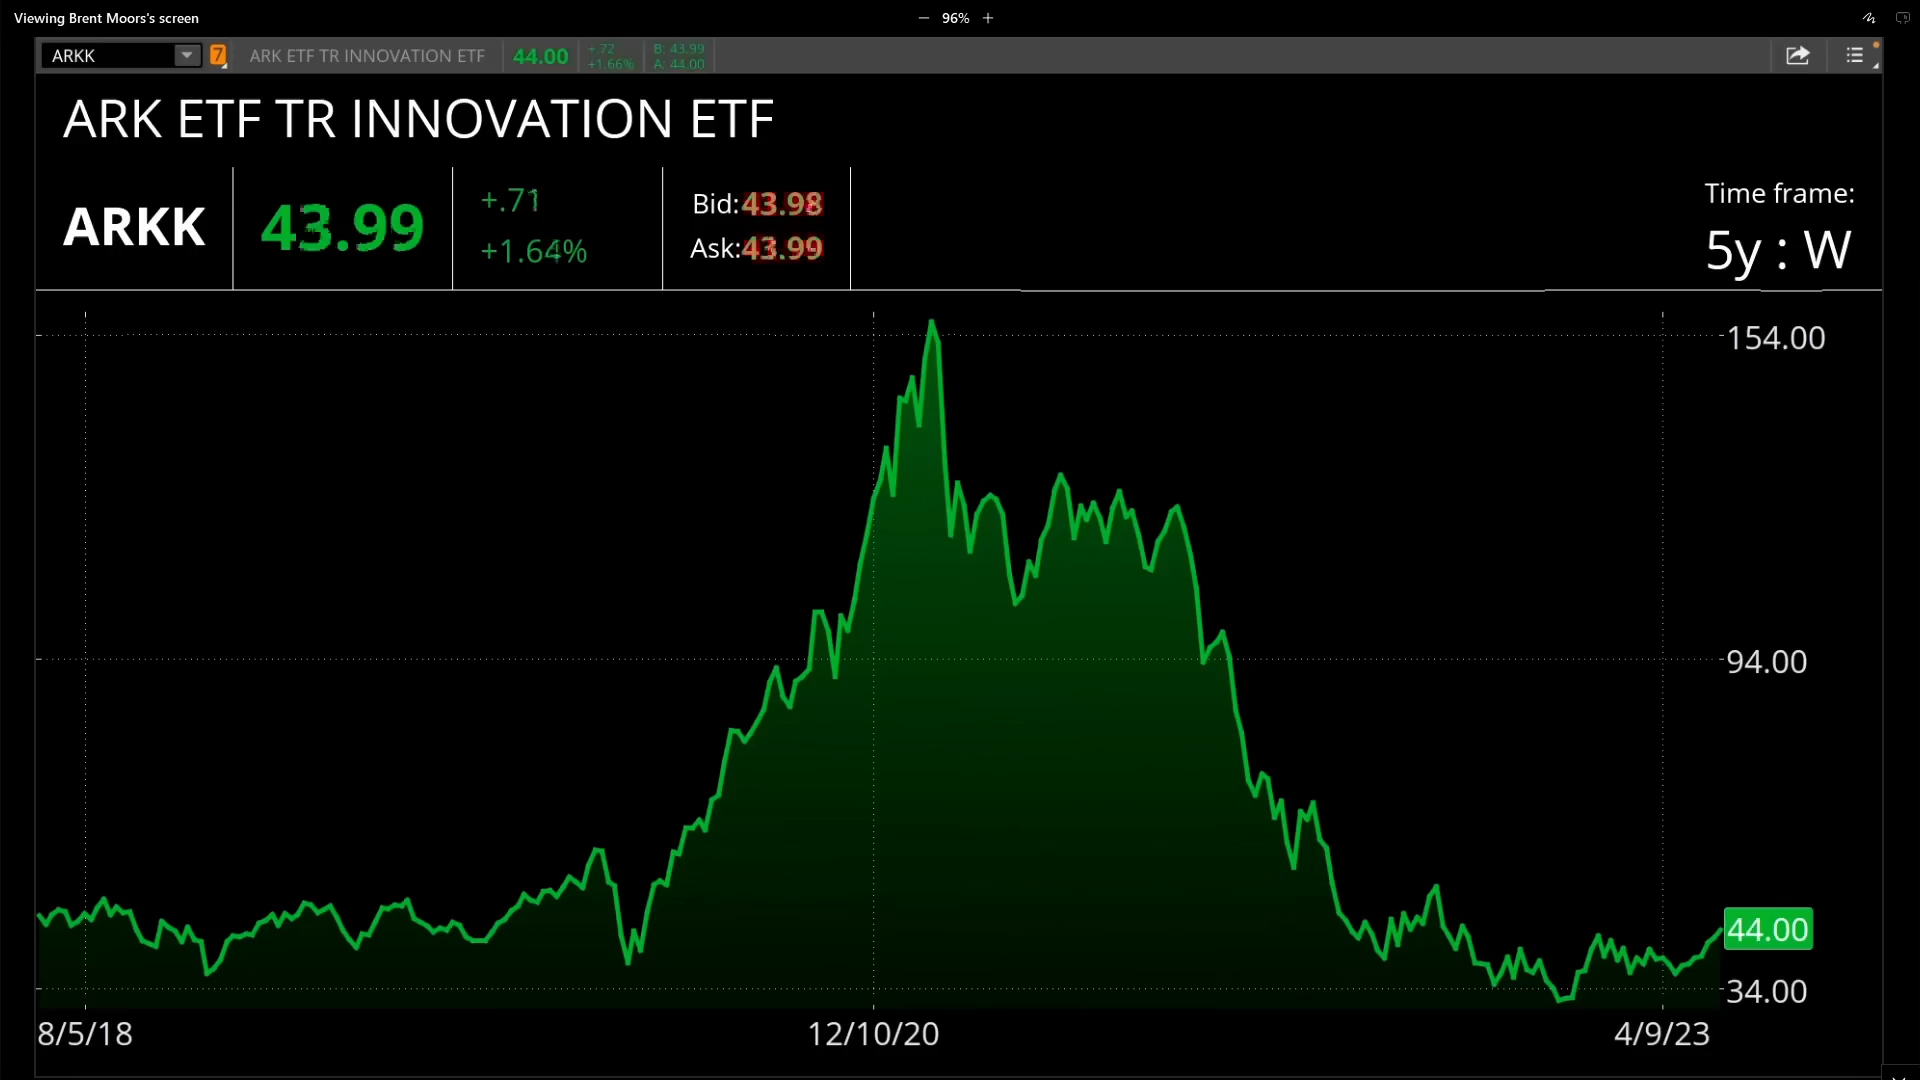 Viewing Brent Moors's screen
96%
ARKK 7 ARK ETF TR INNOVATION ETF 44.00
+.72
+1.66%
B: 43.99
A: 44.00
ARK ETF TR INNOVATION ETF
ARKK
43.99
+.71
+1.64%
Bid:43.98
Ask:43.99
Time frame:
5y : W
154.00
94.00
44.00
34.00
8/5/18
12/10/20
4/9/23